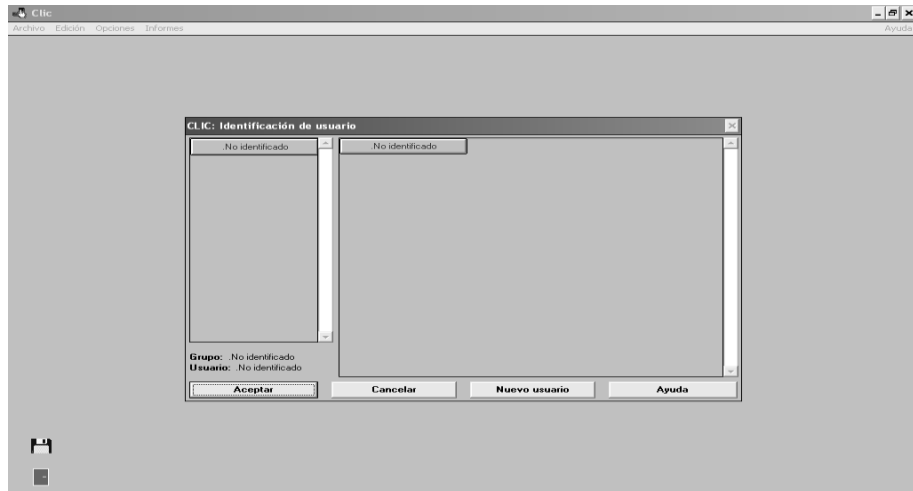 Clic
Archivo Edición Opciones Informes Ayuda
CLIC: Identificación de usuario
.No identificado .No identificado
Grupo: .No identificado
Usuario: .No identificado
Aceptar Cancelar Nuevo usuario Ayuda